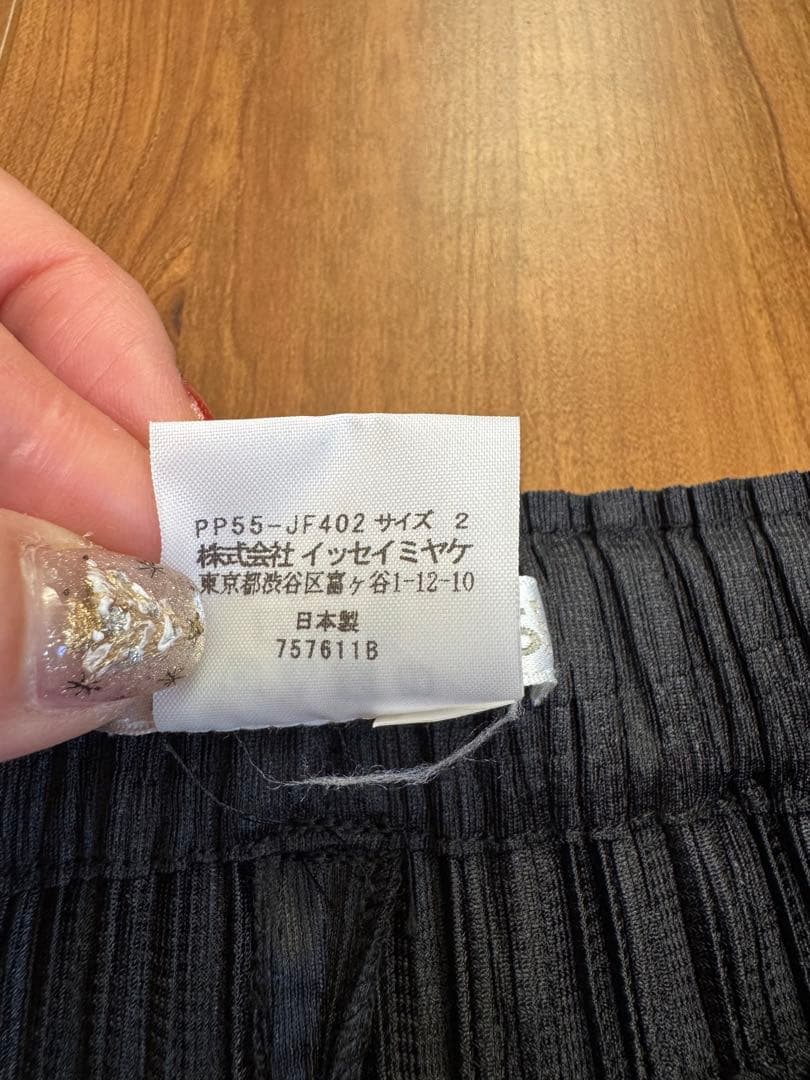 PP55-JF402 サイズ 2
株式会社 イッセイミヤケ
東京都渋谷区富ヶ谷1-12-10
日本製
757611B